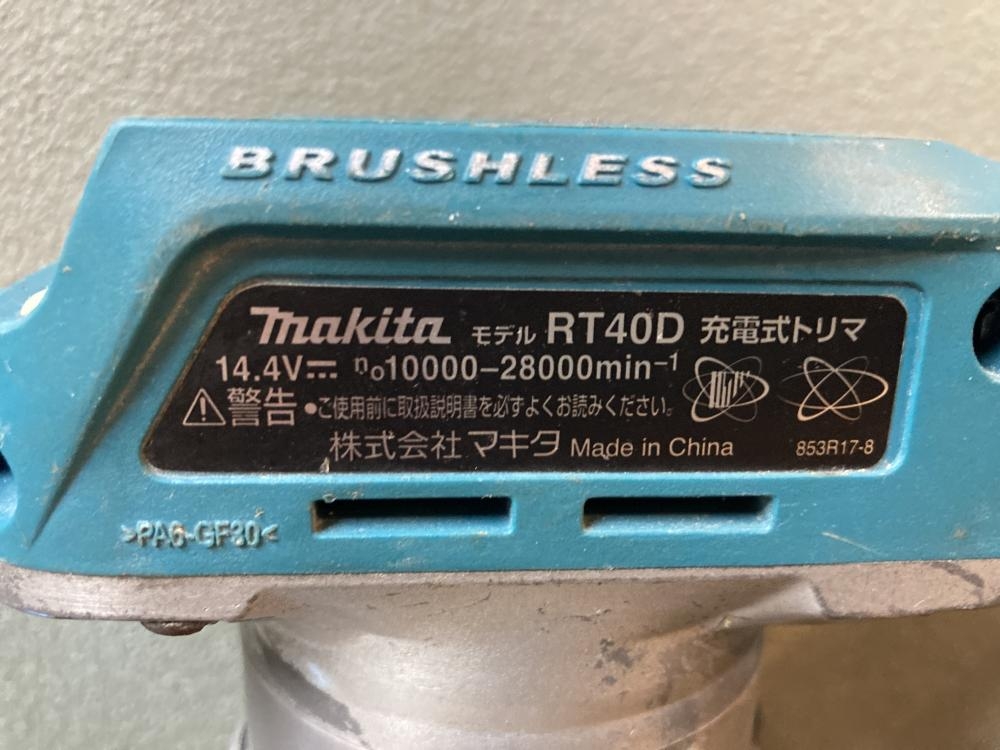 BRUSHLESS
makita モデル RT40D 充電式トリマ
14.4V⎓ n₀10000−28000min⁻¹
⚠警告 ●ご使用前に取扱説明書を必ずよくお読みください。
株式会社 マキタ Made in China 853R17-8
>PA6-GF30<